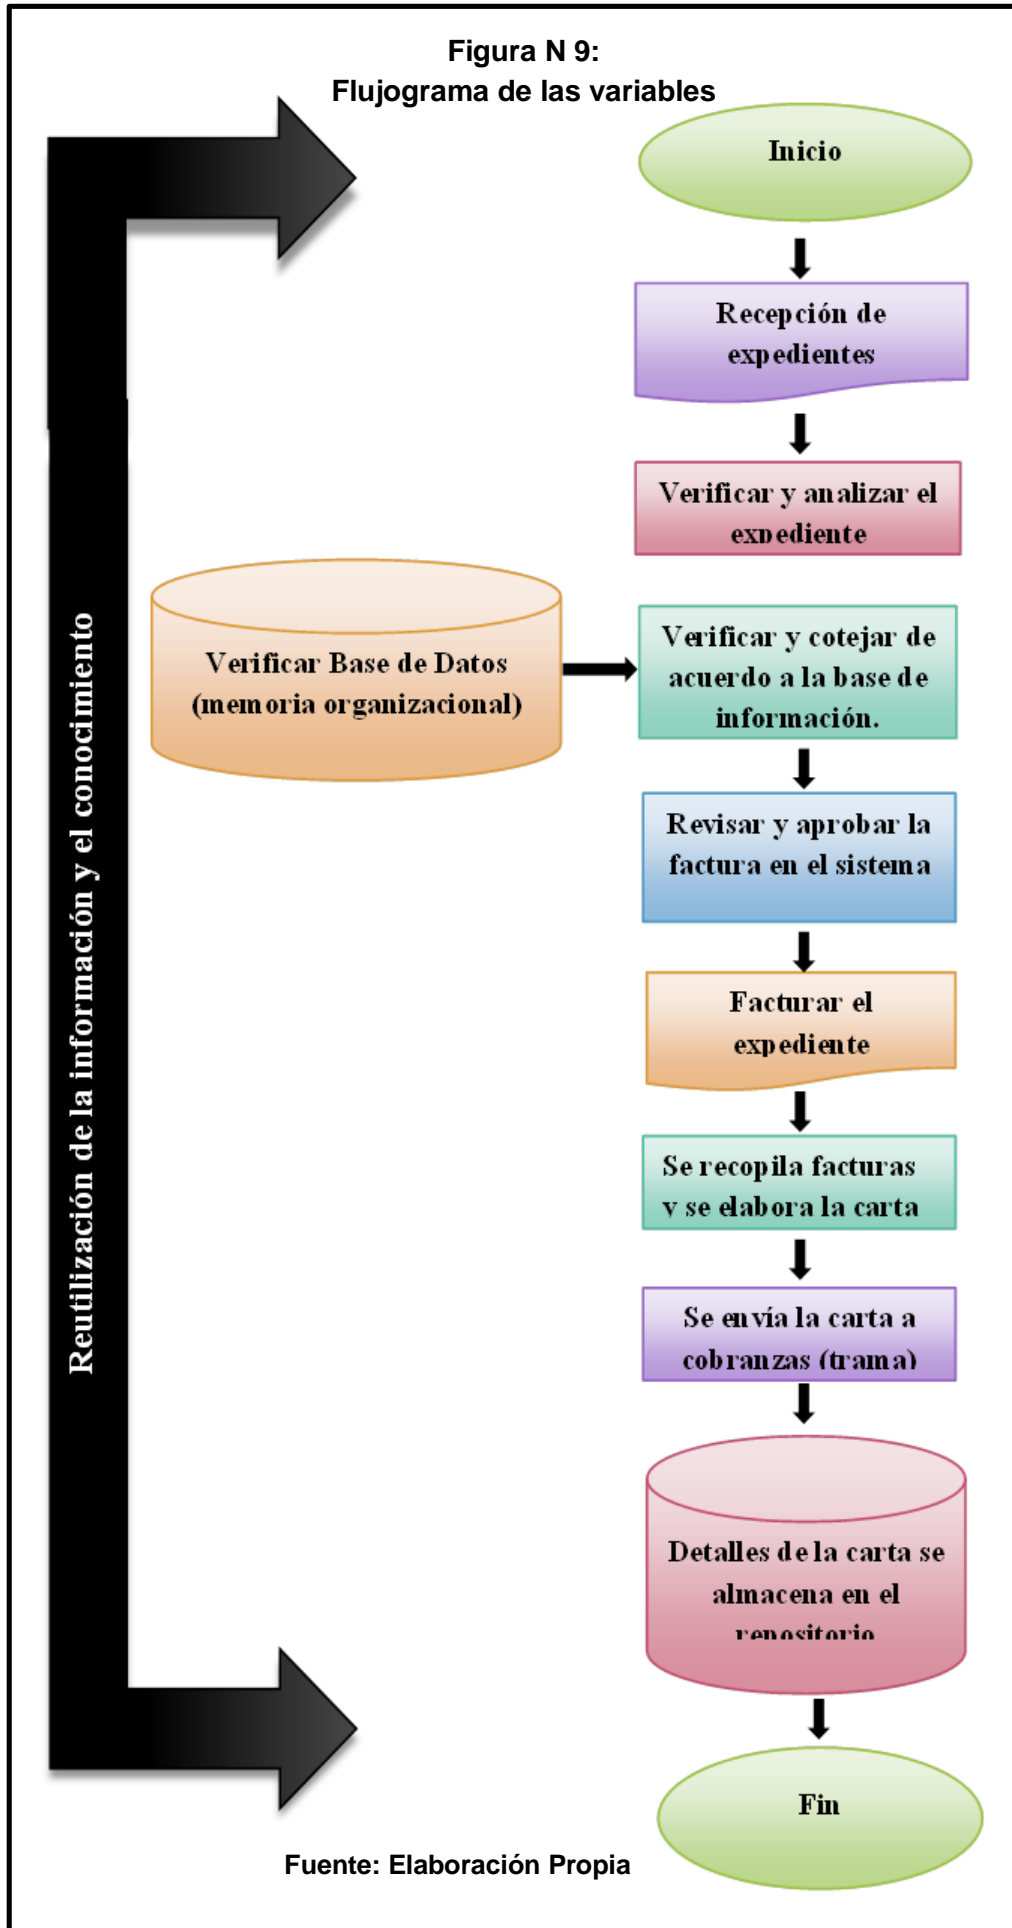 Figura N 9:
Flujograma de las variables
Inicio
Recepción de
expedientes
Verificar y analizar el
expediente
Verificar Base de Datos
(memoria organizacional)
Verificar y cotejar de
acuerdo a la base de
información.
Revisar y aprobar la
factura en el sistema
Facturar el
expediente
Se recopila facturas
y se elabora la carta
Se envía la carta a
cobranzas (trama)
Detalles de la carta se
almacena en el
repositorio
Fin
Reutilización de la información y el conocimiento
Fuente: Elaboración Propia